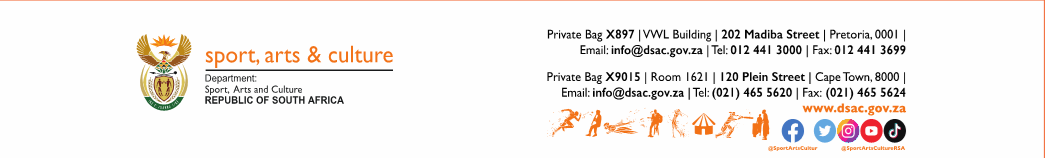 sport, arts & culture
Department:
Sport, Arts and Culture
REPUBLIC OF SOUTH AFRICA
Private Bag X897 | VWL Building | 202 Madiba Street | Pretoria, 0001 |
Email: info@dsac.gov.za | Tel: 012 441 3000 | Fax: 012 441 3699
Private Bag X9015 | Room 1621 | 120 Plein Street | Cape Town, 8000 |
Email: info@dsac.gov.za | Tel: (021) 465 5620 | Fax: (021) 465 5624
www.dsac.gov.za
@SportArtsCultur @SportArtsCultureRSA